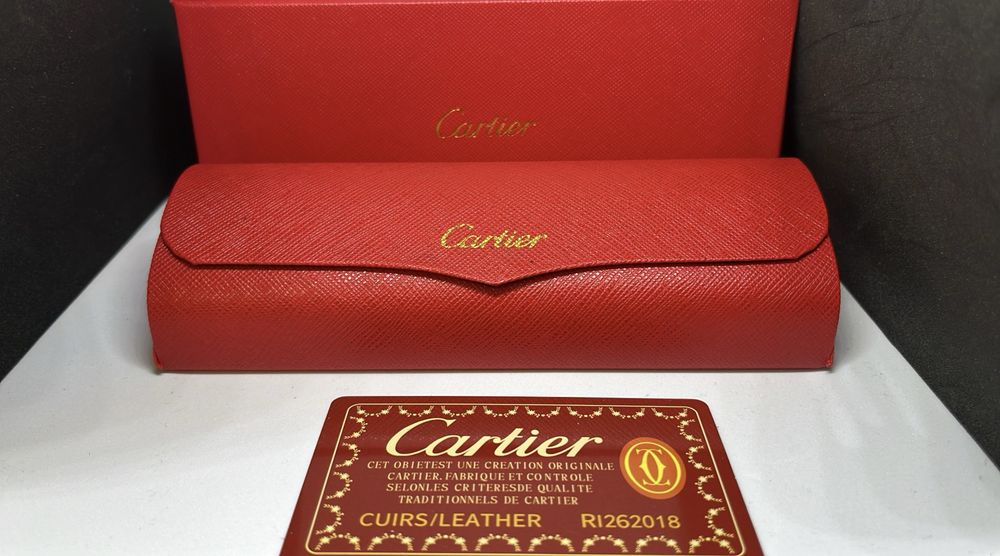 Cartier
Cartier
Cartier
CET OBIETEST UNE CREATION ORIGINALE
CARTIER. FABRIQUE ET CONTROLE
SELONLES CRITERESDE QUALITE
TRADITIONNELS DE CARTIER
CUIRS/LEATHER RI262018